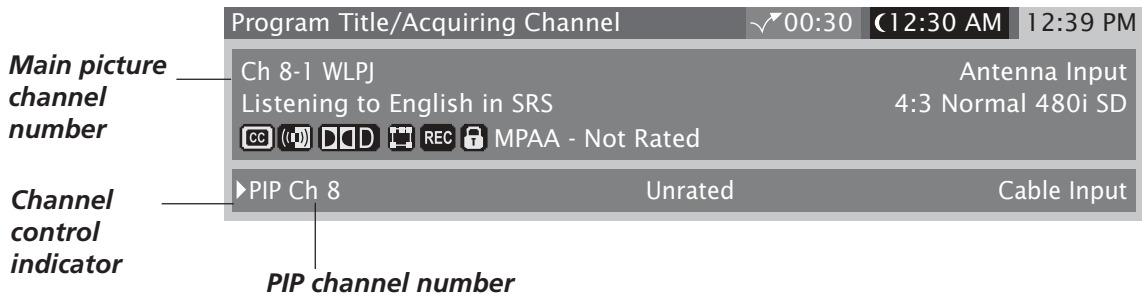 Program Title/Acquiring Channel 00:30 12:30 AM 12:39 PM
Main picture
channel
number
Ch 8-1 WLPJ Antenna Input
Listening to English in SRS 4:3 Normal 480i SD
CC REC MPAA - Not Rated
Channel
control
indicator
PIP Ch 8 Unrated Cable Input
PIP channel number